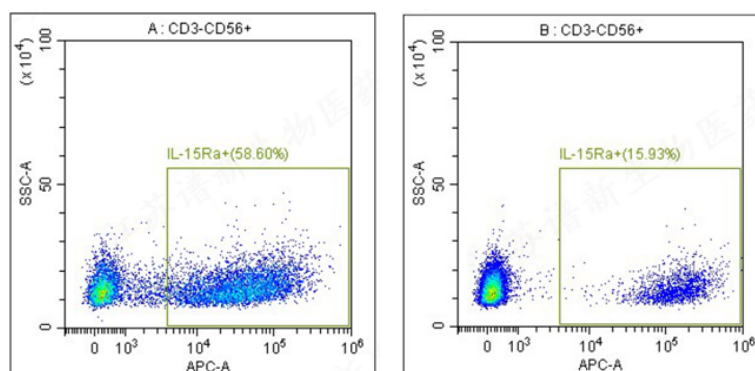 A : CD3-CD56+
(x10⁴)
100
50
0
SSC-A
IL-15Ra+(58.60%)
0 10³ 10⁴ 10⁵ 10⁶
APC-A
B : CD3-CD56+
(x10⁴)
100
50
0
SSC-A
IL-15Ra+(15.93%)
0 10³ 10⁴ 10⁵ 10⁶
APC-A